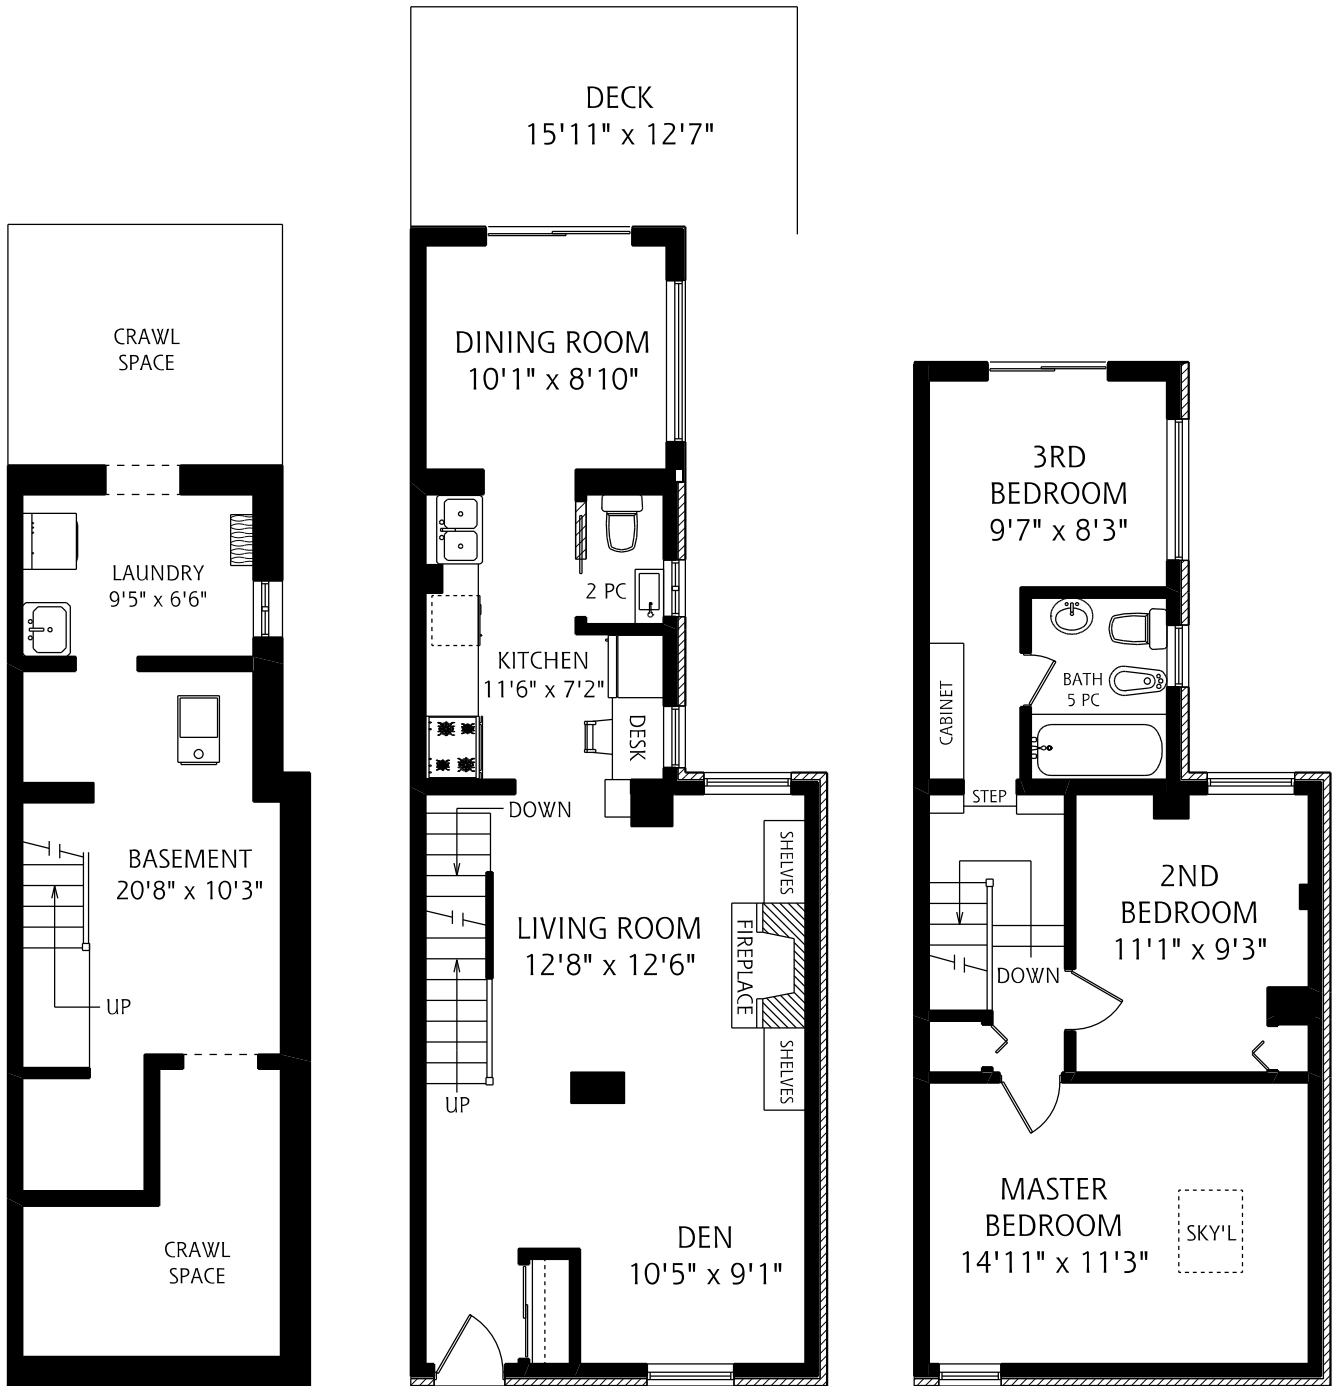 CRAWL
SPACE
LAUNDRY
9'5" x 6'6"
BASEMENT
20'8" x 10'3"
UP
CRAWL
SPACE
DECK
15'11" x 12'7"
DINING ROOM
10'1" x 8'10"
2 PC
KITCHEN
11'6" x 7'2"
DESK
DOWN
SHELVES
LIVING ROOM
12'8" x 12'6"
FIREPLACE
SHELVES
UP
DEN
10'5" x 9'1"
3RD
BEDROOM
9'7" x 8'3"
BATH
5 PC
CABINET
STEP
2ND
BEDROOM
11'1" x 9'3"
DOWN
MASTER
BEDROOM
14'11" x 11'3"
SKY'L